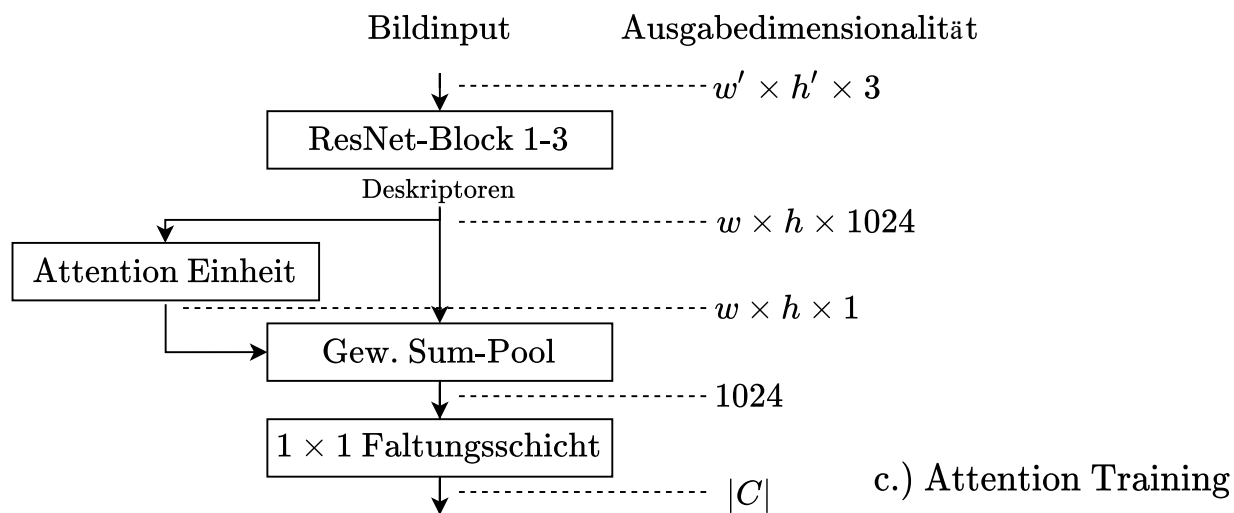 Bildinput Ausgabedimensionalität
w′ × h′ × 3
ResNet-Block 1-3
Deskriptoren
w × h × 1024
Attention Einheit
w × h × 1
Gew. Sum-Pool
1024
1 × 1 Faltungsschicht
c.) Attention Training
|C|